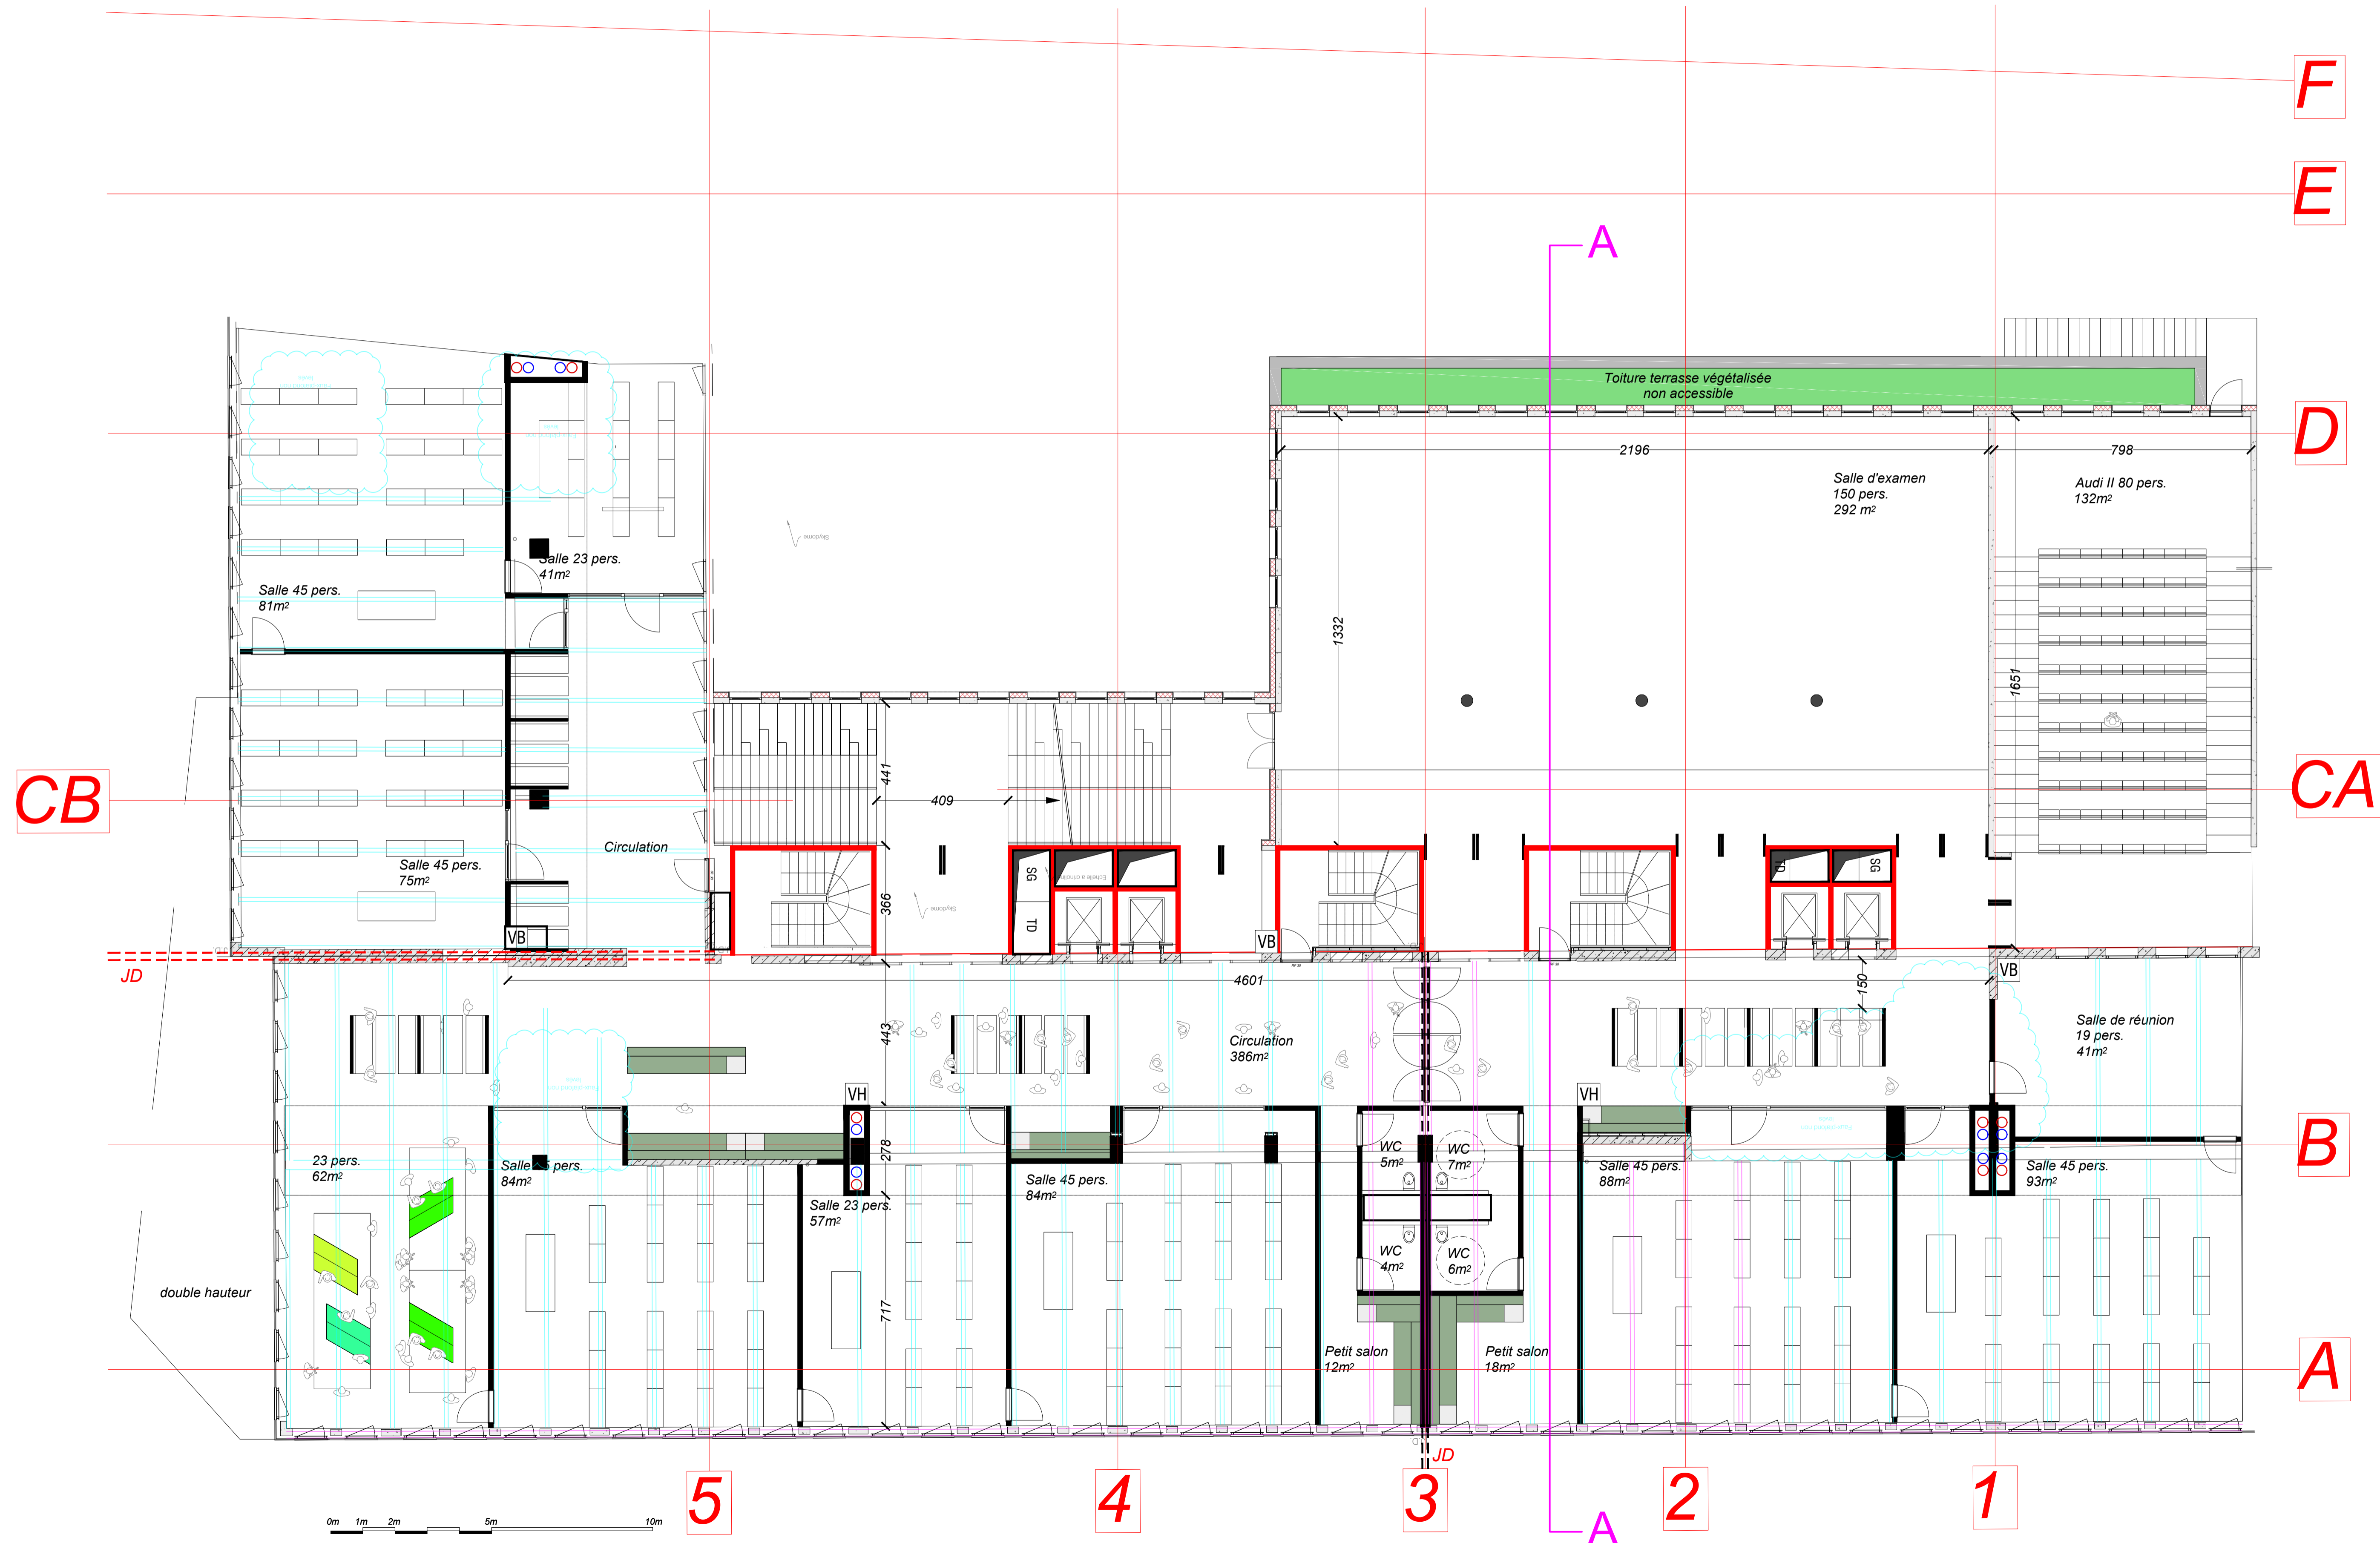 F
E
A
Toiture terrasse végétalisée
non accessible
D
2196
798
Salle d'examen
150 pers.
292 m²
Audi II 80 pers.
132m²
Skydome
Salle 23 pers.
41m²
Salle 45 pers.
81m²
1332
1651
CB
441
409
CA
Circulation
Salle 45 pers.
75m²
SG
TD
Echelle a crinoline
Skydome
366
TD
SG
VB
VB
VB
JD
4601
150
443
Circulation
386m²
Salle de réunion
19 pers.
41m²
VH
VH
B
23 pers.
62m²
84m²
278
Salle 23 pers.
57m²
Salle 45 pers.
84m²
WC
5m²
WC
7m²
Salle 45 pers.
88m²
Salle 45 pers.
93m²
WC
4m²
WC
6m²
double hauteur
717
Petit salon
12m²
Petit salon
18m²
A
JD
5
4
3
2
1
A
0m
1m
2m
5m
10m